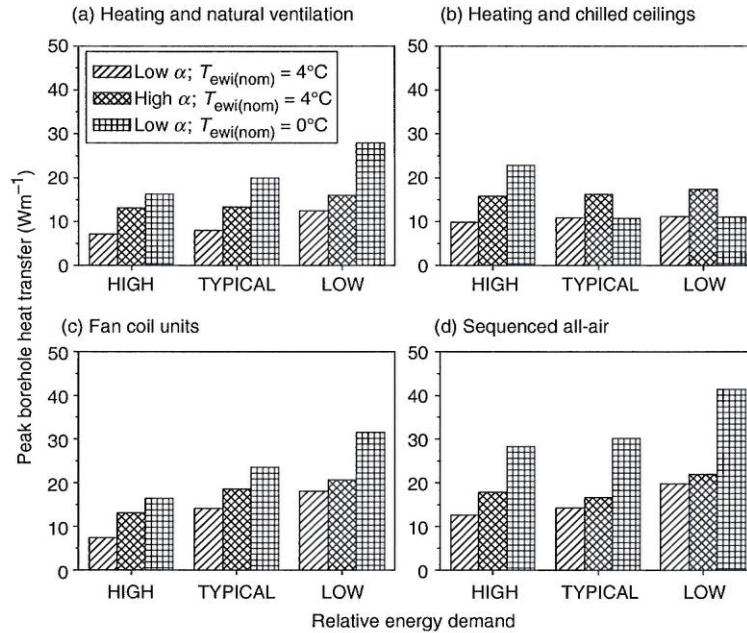 (a) Heating and natural ventilation
(b) Heating and chilled ceilings
50
40
30
20
10
0
Low α; Tewi(nom) = 4°C
High α; Tewi(nom) = 4°C
Low α; Tewi(nom) = 0°C
HIGH TYPICAL LOW
50
40
30
20
10
0
HIGH TYPICAL LOW
(c) Fan coil units
(d) Sequenced all-air
50
40
30
20
10
0
HIGH TYPICAL LOW
50
40
30
20
10
0
HIGH TYPICAL LOW
Peak borehole heat transfer (Wm−1)
Relative energy demand